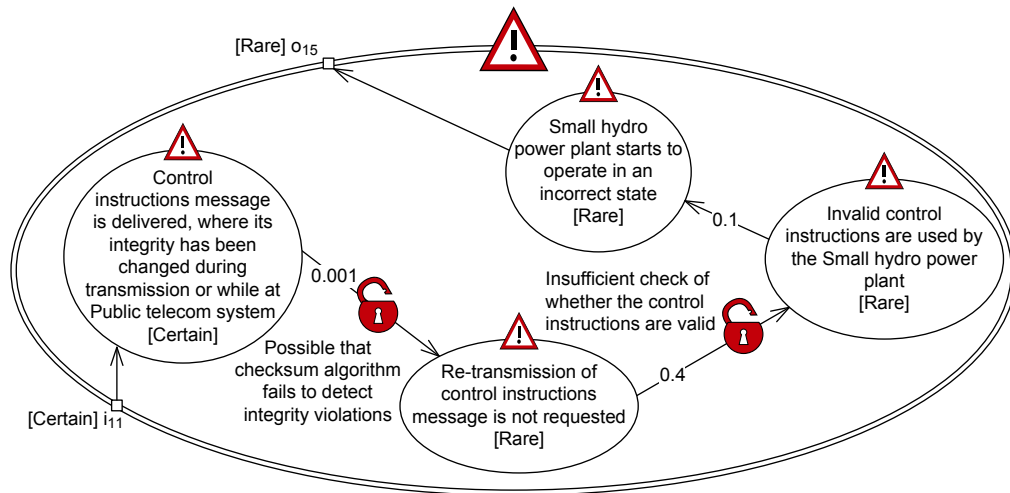 [Rare] o15
Small hydro
power plant starts to
operate in an
incorrect state
[Rare]
Control
instructions message
is delivered, where its
integrity has been
changed during
transmission or while at
Public telecom system
[Certain]
Invalid control
instructions are used by
the Small hydro power
plant
[Rare]
0.1
0.001
Insufficient check of
whether the control
instructions are valid
Possible that
checksum algorithm
fails to detect
integrity violations
Re-transmission of
control instructions
message is not requested
[Rare]
0.4
[Certain] i11